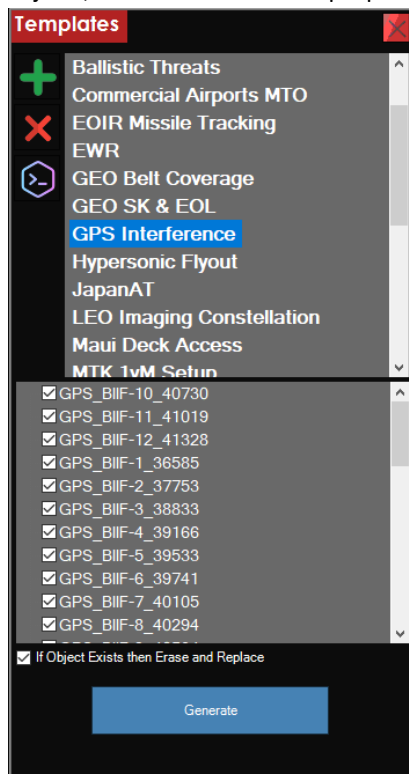 Templates
Ballistic Threats
Commercial Airports MTO
EOIR Missile Tracking
EWR
GEO Belt Coverage
GEO SK & EOL
GPS Interference
Hypersonic Flyout
JapanAT
LEO Imaging Constellation
Maui Deck Access
MTK 1vM Setup
GPS_BIIF-10_40730
GPS_BIIF-11_41019
GPS_BIIF-12_41328
GPS_BIIF-1_36585
GPS_BIIF-2_37753
GPS_BIIF-3_38833
GPS_BIIF-4_39166
GPS_BIIF-5_39533
GPS_BIIF-6_39741
GPS_BIIF-7_40105
GPS_BIIF-8_40294
If Object Exists then Erase and Replace
Generate